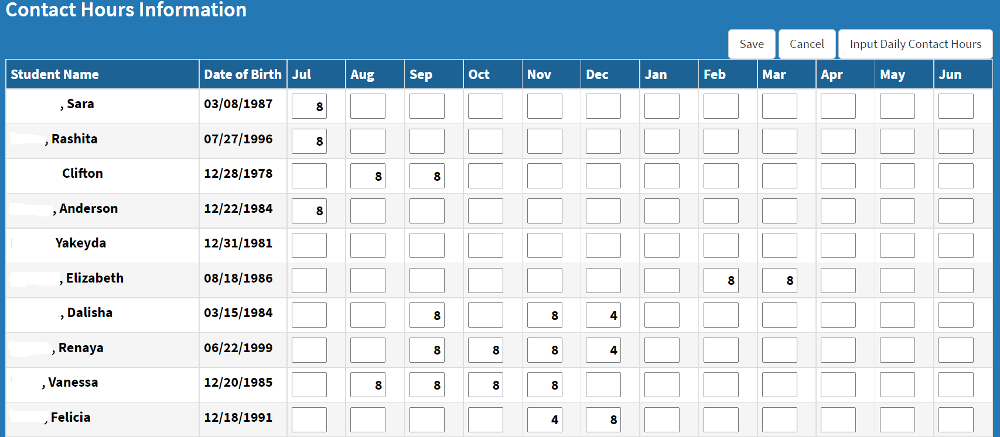 Contact Hours Information
Save Cancel Input Daily Contact Hours
Student Name Date of Birth Jul Aug Sep Oct Nov Dec Jan Feb Mar Apr May Jun
, Sara 03/08/1987 8
, Rashita 07/27/1996 8
Clifton 12/28/1978 8 8
, Anderson 12/22/1984 8
Yakeyda 12/31/1981
, Elizabeth 08/18/1986 8 8
, Dalisha 03/15/1984 8 8 4
, Renaya 06/22/1999 8 8 8 4
, Vanessa 12/20/1985 8 8 8 8
, Felicia 12/18/1991 4 8